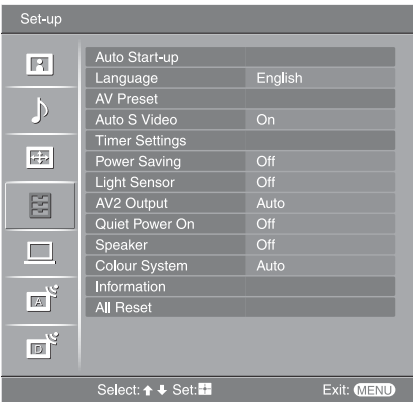 Set-up
Auto Start-up
Language English
AV Preset
Auto S Video On
Timer Settings
Power Saving Off
Light Sensor Off
AV2 Output Auto
Quiet Power On Off
Speaker Off
Colour System Auto
Information
All Reset
A
D
Select: Set: Exit: MENU